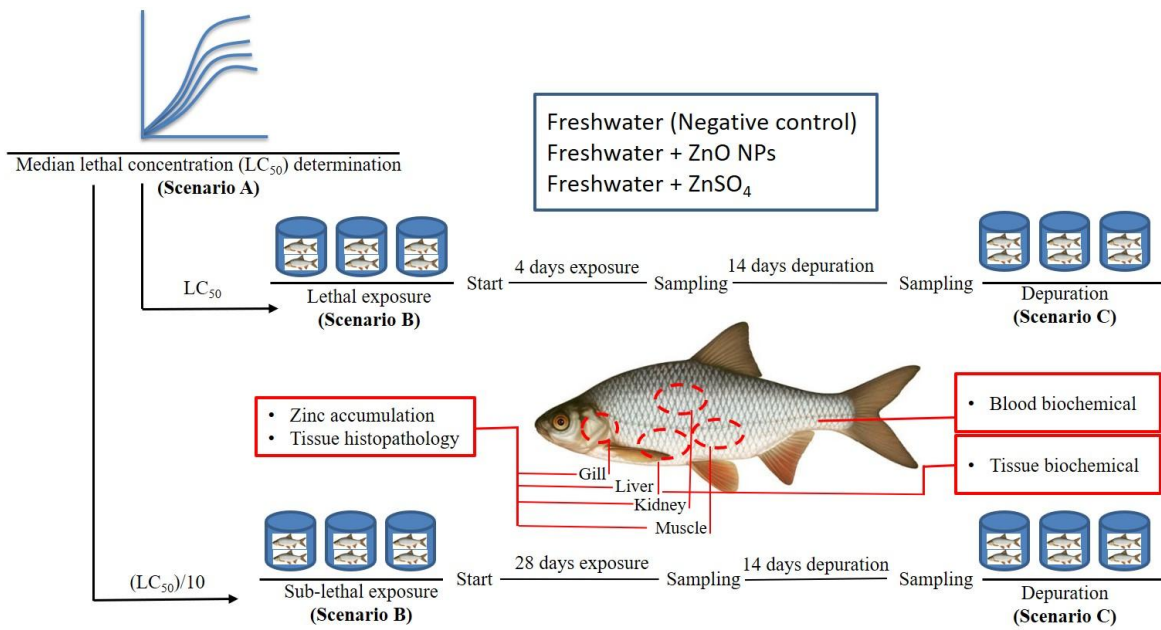 Median lethal concentration (LC₅₀) determination
(Scenario A)
Freshwater (Negative control)
Freshwater + ZnO NPs
Freshwater + ZnSO₄
LC₅₀
Lethal exposure
(Scenario B)
Start
4 days exposure
Sampling
14 days depuration
Sampling
Depuration
(Scenario C)
• Zinc accumulation
• Tissue histopathology
Gill
Liver
Kidney
Muscle
• Blood biochemical
• Tissue biochemical
(LC₅₀)/10
Sub-lethal exposure
(Scenario B)
Start
28 days exposure
Sampling
14 days depuration
Sampling
Depuration
(Scenario C)